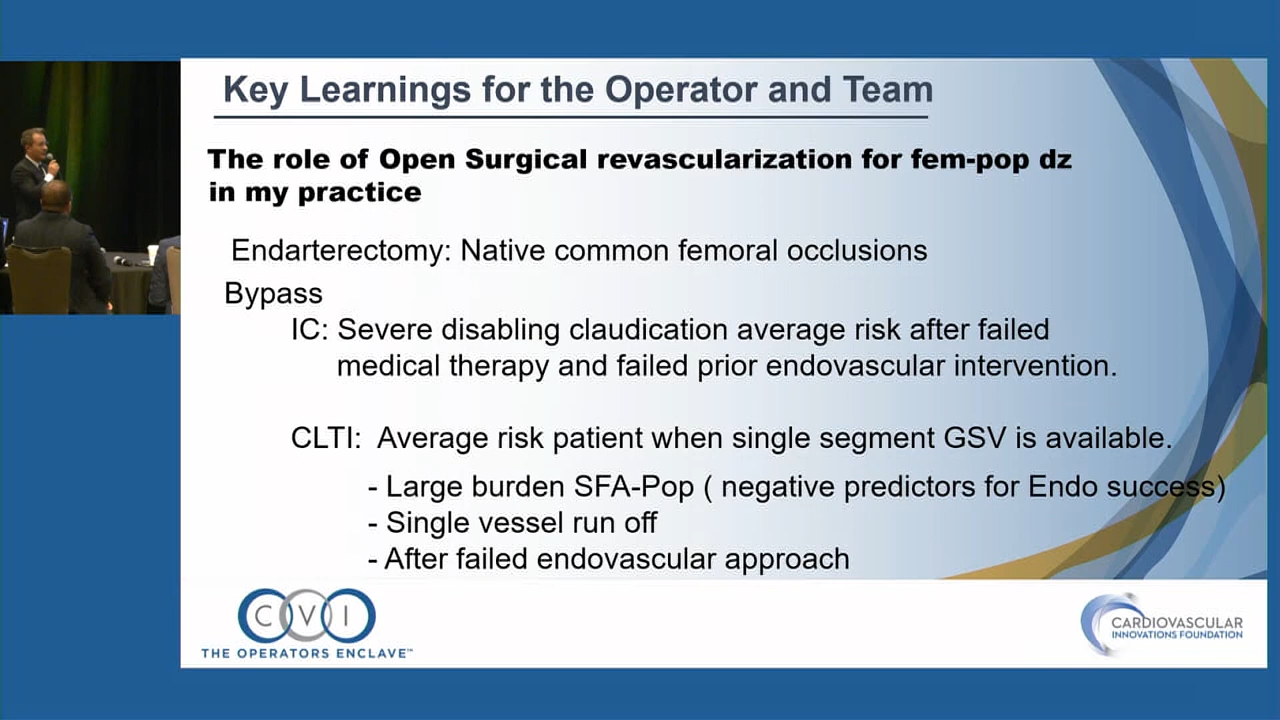 Key Learnings for the Operator and Team
The role of Open Surgical revascularization for fem-pop dz
in my practice
Endarterectomy: Native common femoral occlusions
Bypass
IC: Severe disabling claudication average risk after failed
medical therapy and failed prior endovascular intervention.
CLTI: Average risk patient when single segment GSV is available.
- Large burden SFA-Pop ( negative predictors for Endo success)
- Single vessel run off
- After failed endovascular approach
CVI
THE OPERATORS ENCLAVE™
CARDIOVASCULAR
INNOVATIONS FOUNDATION